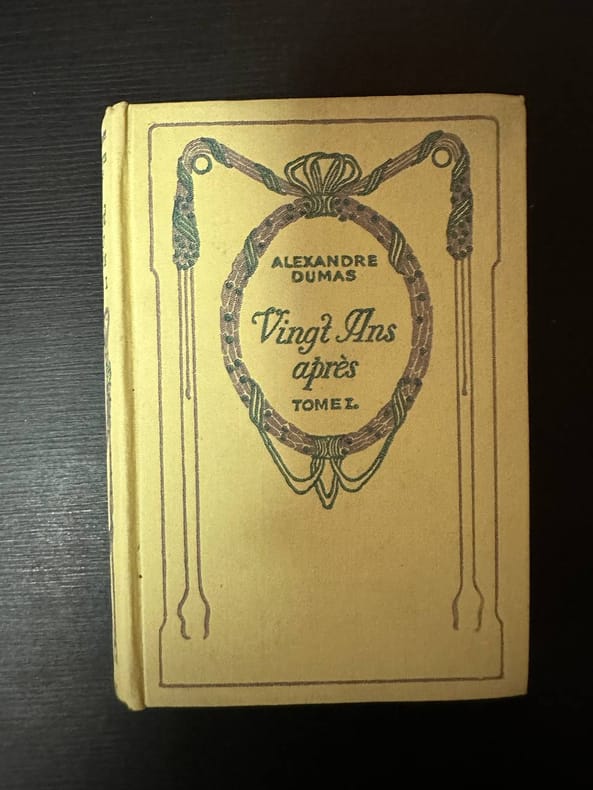 ALEXANDRE
DUMAS
Vingt Ans
après
TOME I.